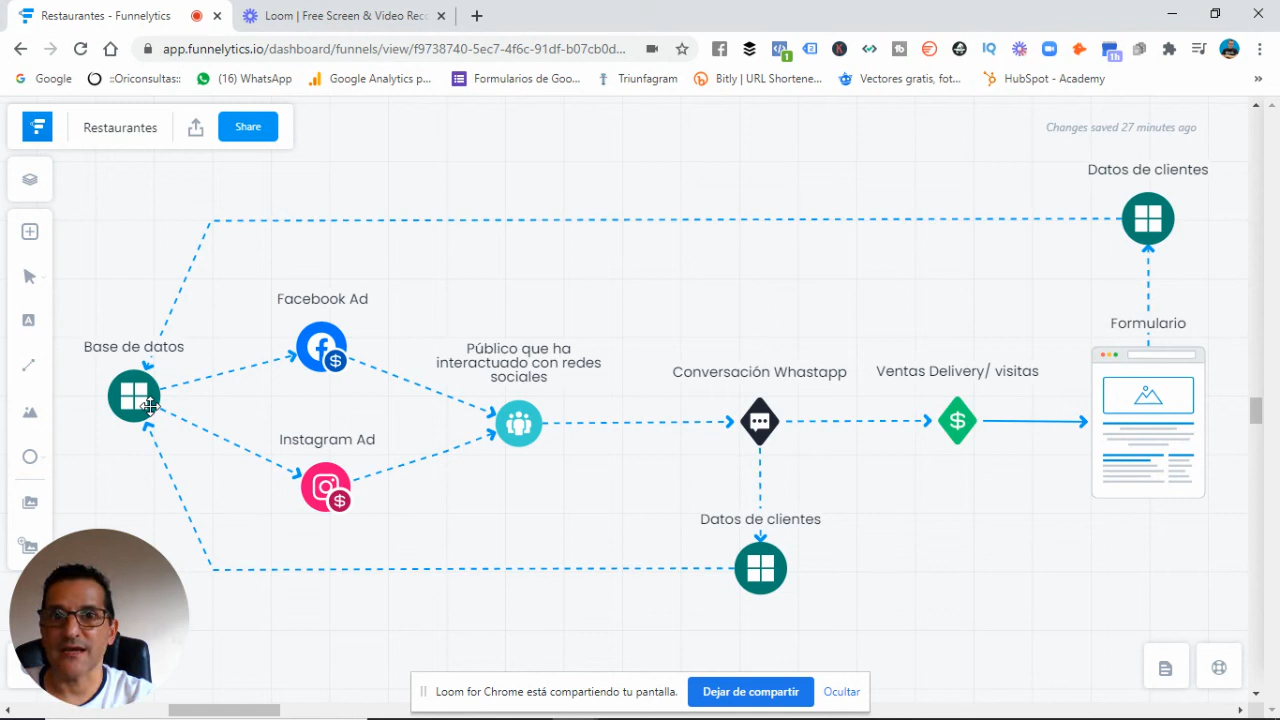 Restaurantes - Funnelytics
Loom | Free Screen & Video Rec
app.funnelytics.io/dashboard/funnels/view/f9738740-5ec7-4f6c-91df-b07cb0d...
1
IQ
1h
Google
::Oriconsultas::
(16) WhatsApp
Google Analytics p...
Formularios de Goo...
Triunfagram
Bitly | URL Shortene...
Vectores gratis, fot...
HubSpot - Academy
»
Restaurantes
Share
Changes saved 27 minutes ago
Datos de clientes
Facebook Ad
Formulario
Base de datos
Público que ha
interactuado con redes
sociales
Conversación Whastapp
Ventas Delivery/ visitas
Instagram Ad
Datos de clientes
Loom for Chrome está compartiendo tu pantalla.
Dejar de compartir
Ocultar